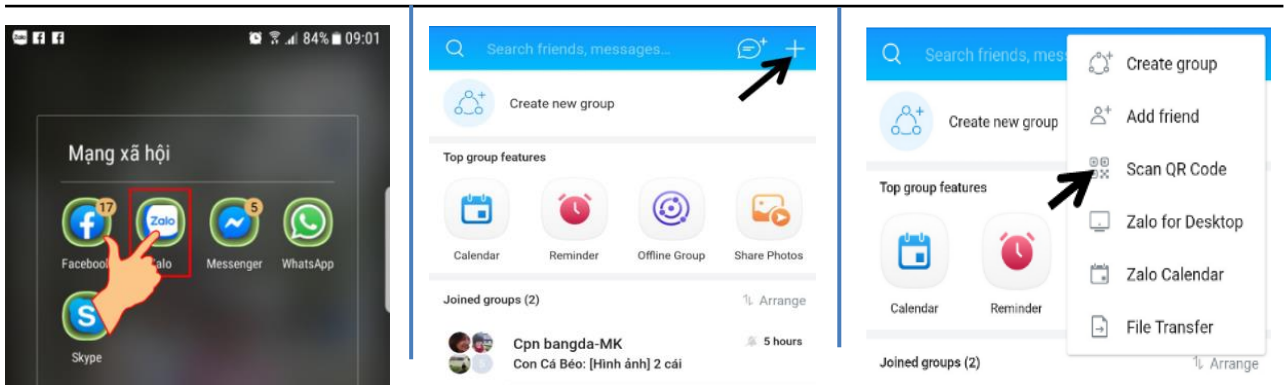 84% 09:01
Mạng xã hội
17
Zalo
5
Facebook
Zalo
Messenger
WhatsApp
Skype
Search friends, messages...
Create new group
Top group features
Calendar
Reminder
Offline Group
Share Photos
Joined groups (2)
Arrange
Cpn bangda-MK
5 hours
Con Cá Béo: [Hình ảnh] 2 cái
Search friends, mes
Create new group
Top group features
Calendar
Reminder
Joined groups (2)
Arrange
Create group
Add friend
Scan QR Code
Zalo for Desktop
Zalo Calendar
File Transfer